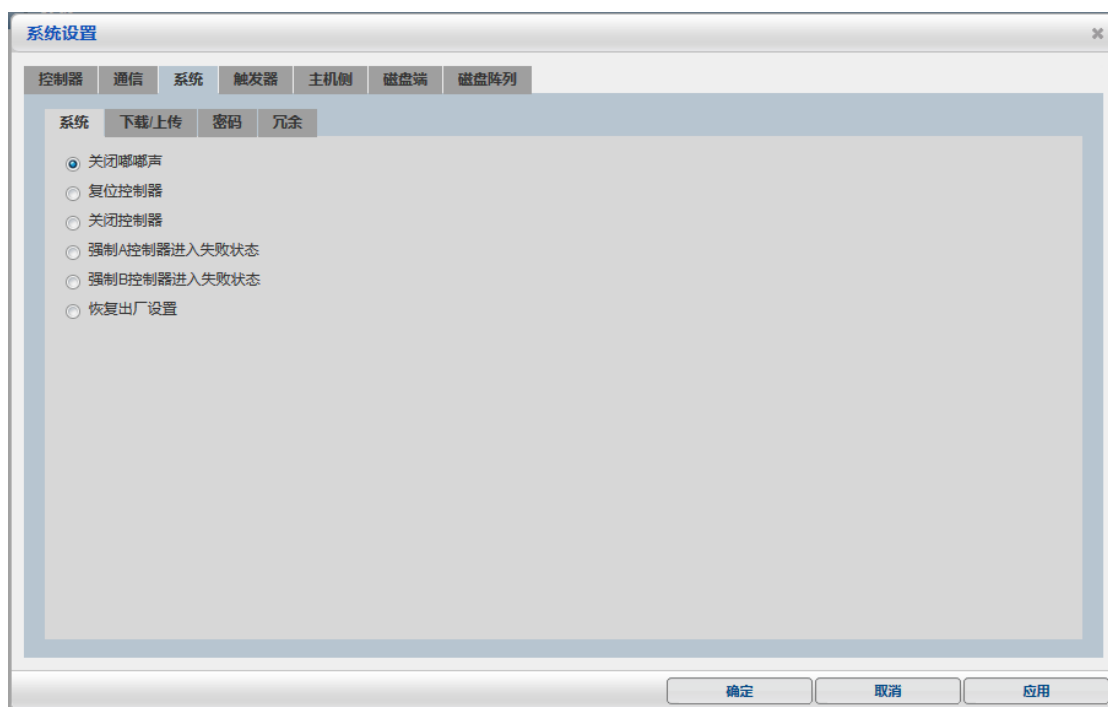 系统设置
控制器 通信 系统 触发器 主机侧 磁盘端 磁盘阵列
系统 下载/上传 密码 冗余
关闭嘟嘟声
复位控制器
关闭控制器
强制A控制器进入失败状态
强制B控制器进入失败状态
恢复出厂设置
确定 取消 应用